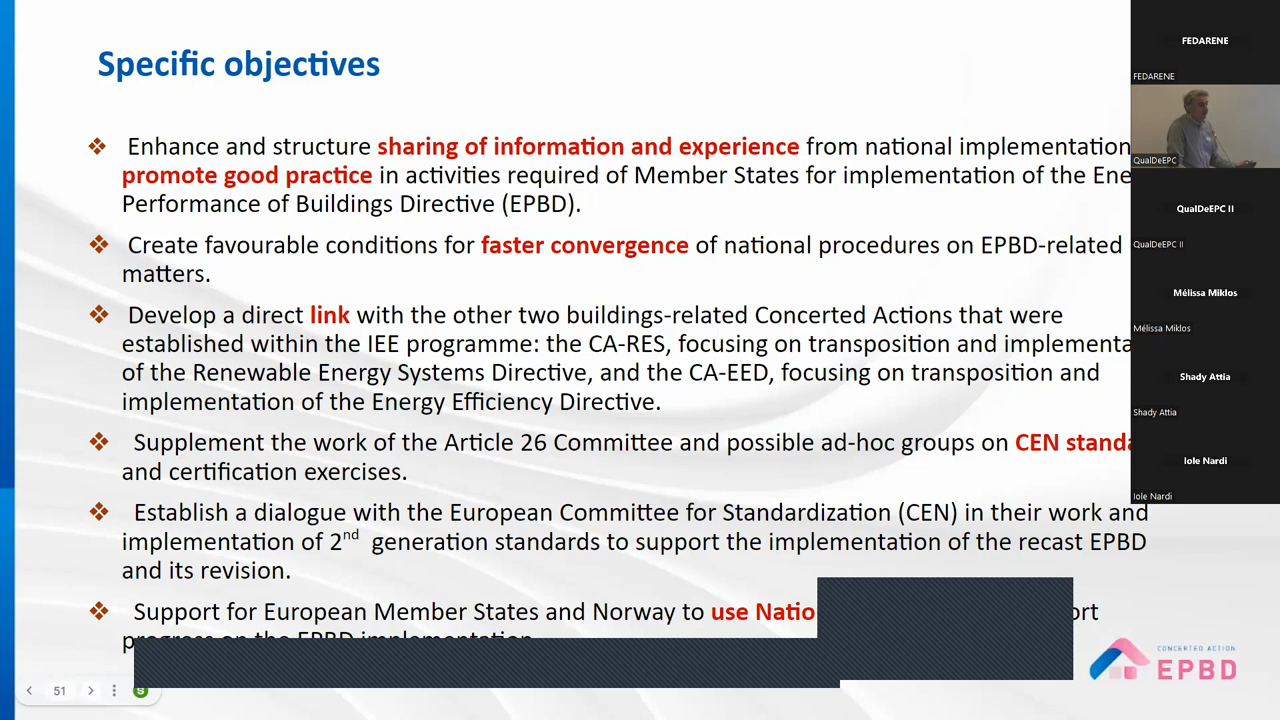 Specific objectives
Enhance and structure sharing of information and experience from national implementation
promote good practice in activities required of Member States for implementation of the Ene
Performance of Buildings Directive (EPBD).
Create favourable conditions for faster convergence of national procedures on EPBD-related
matters.
Develop a direct link with the other two buildings-related Concerted Actions that were
established within the IEE programme: the CA-RES, focusing on transposition and implementa
of the Renewable Energy Systems Directive, and the CA-EED, focusing on transposition and
implementation of the Energy Efficiency Directive.
Supplement the work of the Article 26 Committee and possible ad-hoc groups on CEN standa
and certification exercises.
Establish a dialogue with the European Committee for Standardization (CEN) in their work and
implementation of 2nd generation standards to support the implementation of the recast EPBD
and its revision.
Support for European Member States and Norway to use Natio ort
progress on the EPBD implementation
51
S
CONCERTED ACTION
EPBD
FEDARENE
FEDARENE
QualDeEPC
QualDeEPC II
QualDeEPC II
Mélissa Miklos
Mélissa Miklos
Shady Attia
Shady Attia
Iole Nardi
Iole Nardi